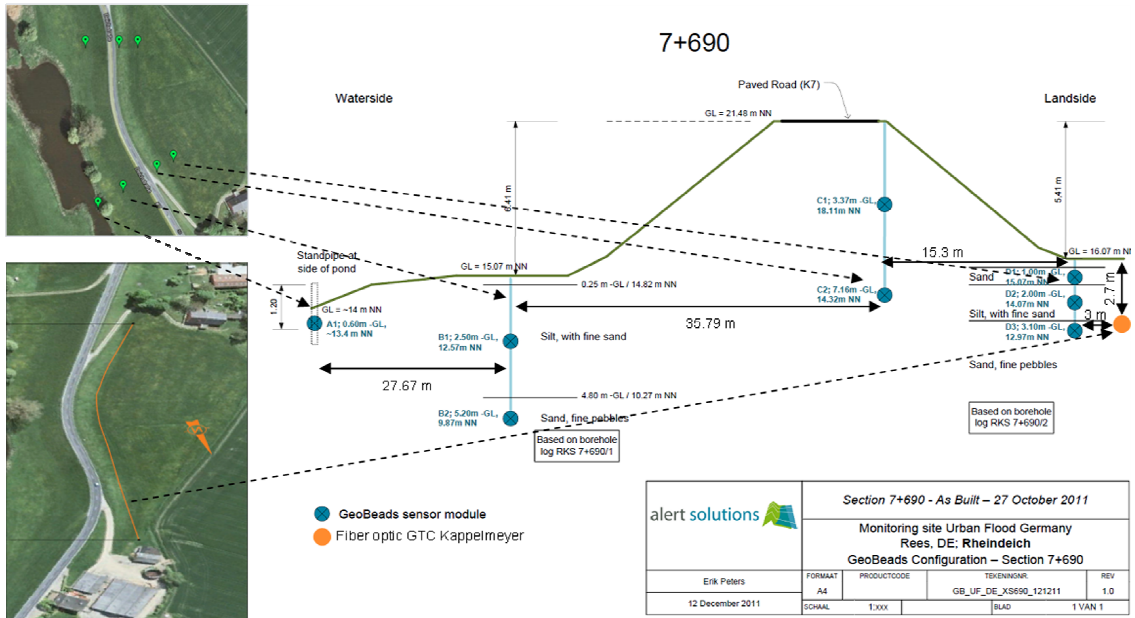 7+690
Paved Road (K7)
Waterside
Landside
GL = 21.48 m NN
6.41 m
5.41 m
C1; 3.37m -GL,
18.11m NN
15.3 m
Standpipe at
side of pond
GL = 15.07 m NN
GL = 16.07 m NN
0.25 m -GL / 14.82 m NN
Sand
D1; 1.00m -GL,
15.07m NN
1.20
GL = ~14 m NN
C2; 7.16m -GL,
14.32m NN
D2; 2.00m -GL,
14.07m NN
2.7 m
A1; 0.60m -GL,
~13.4 m NN
35.79 m
Silt, with fine sand
3 m
B1; 2.50m -GL,
12.57m NN
Silt, with fine sand
D3; 3.10m -GL,
12.97m NN
Sand, fine pebbles
27.67 m
4.80 m -GL / 10.27 m NN
B2; 5.20m -GL,
9.87m NN
Sand, fine pebbles
Based on borehole
log RKS 7+690/1
Based on borehole
log RKS 7+690/2
GeoBeads sensor module
Fiber optic GTC Kappelmeyer
alert solutions
Section 7+690 - As Built – 27 October 2011
Monitoring site Urban Flood Germany
Rees, DE; Rheindeich
GeoBeads Configuration – Section 7+690
Erik Peters
12 December 2011
FORMAAT
A4
PRODUCTCODE
TEKENINGNR.
GB_UF_DE_XS690_121211
REV
1.0
SCHAAL
1:xxx
BLAD
1 VAN 1